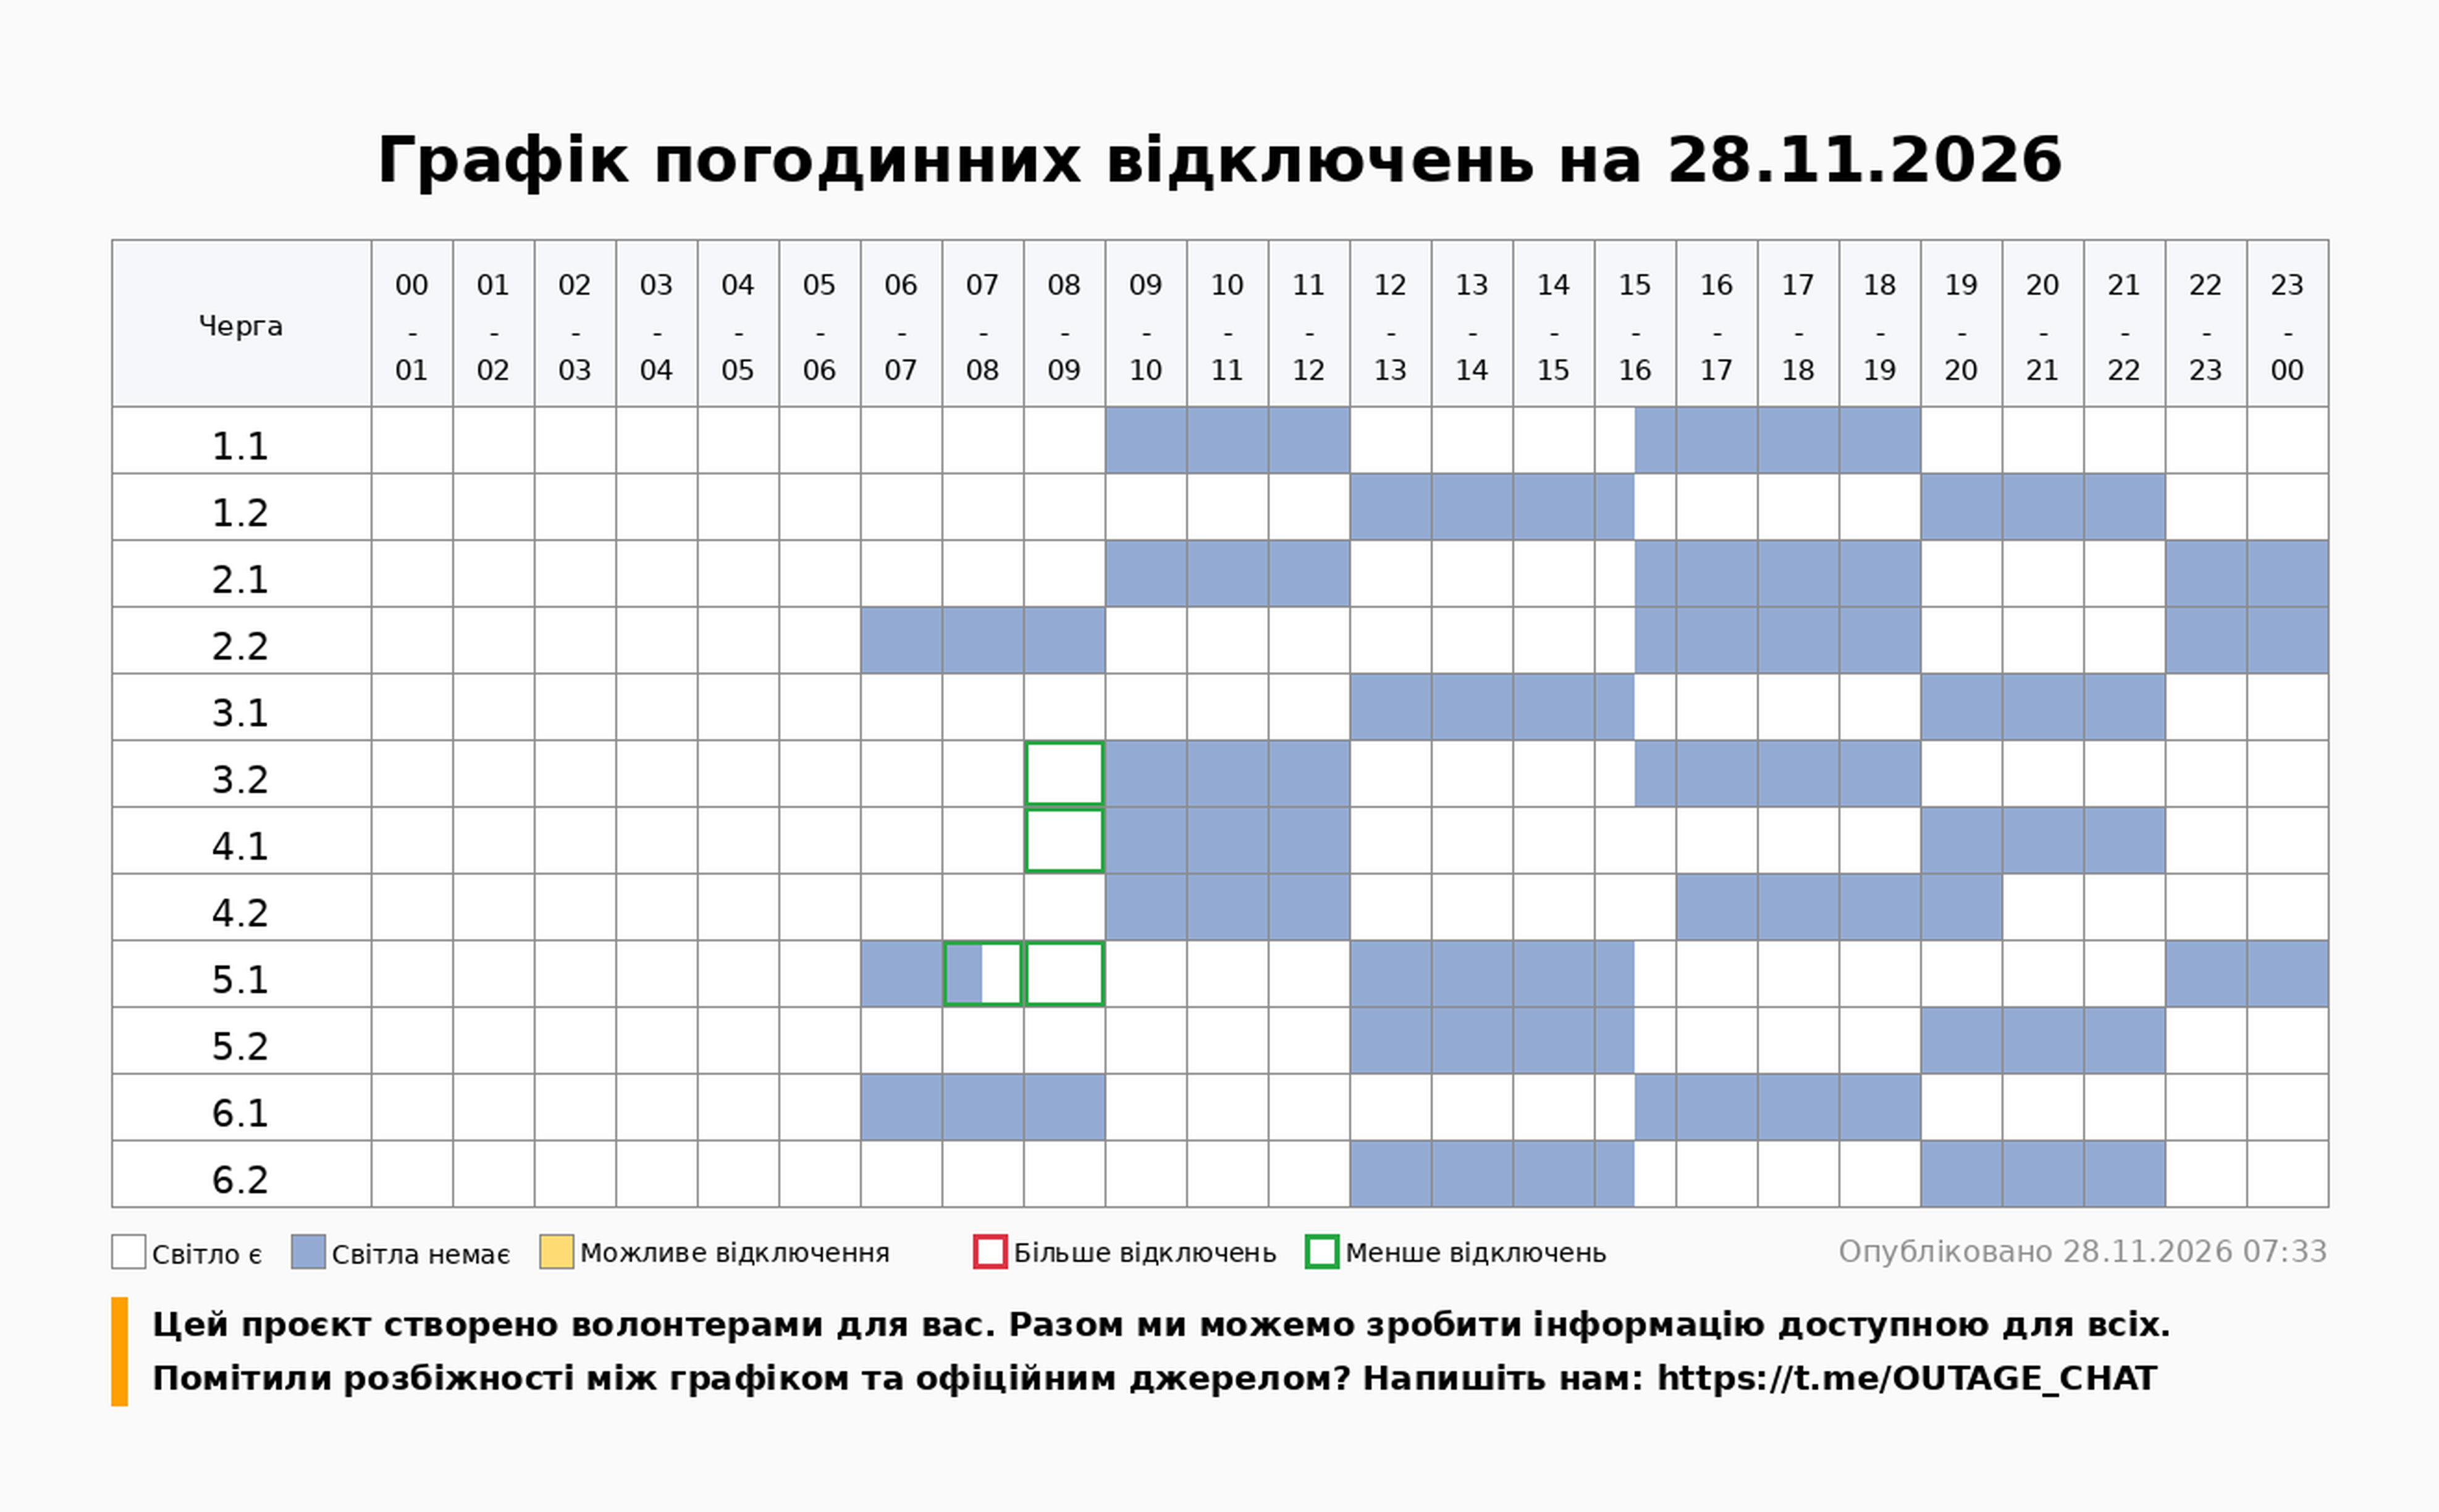 Графік погодинних відключень на 28.11.2026
Черга 00 - 01 01 - 02 02 - 03 03 - 04 04 - 05 05 - 06 06 - 07 07 - 08 08 - 09 09 - 10 10 - 11 11 - 12 12 - 13 13 - 14 14 - 15 15 - 16 16 - 17 17 - 18 18 - 19 19 - 20 20 - 21 21 - 22 22 - 23 23 - 00
1.1
1.2
2.1
2.2
3.1
3.2
4.1
4.2
5.1
5.2
6.1
6.2
Світло є Світла немає Можливе відключення Більше відключень Менше відключень Опубліковано 28.11.2026 07:33
Цей проєкт створено волонтерами для вас. Разом ми можемо зробити інформацію доступною для всіх.
Помітили розбіжності між графіком та офіційним джерелом? Напишіть нам: https://t.me/OUTAGE_CHAT